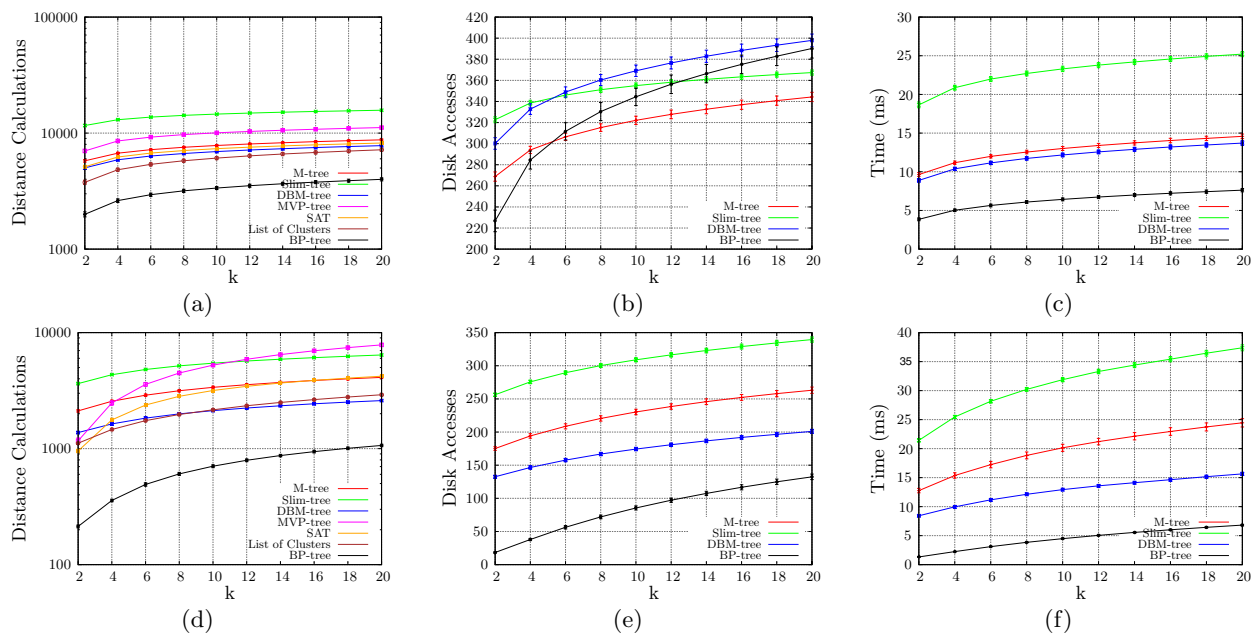 Distance Calculations
100000
10000
1000
M-tree
Slim-tree
DBM-tree
MVP-tree
SAT
List of Clusters
BP-tree
2 4 6 8 10 12 14 16 18 20
k
(a)
Disk Accesses
420
400
380
360
340
320
300
280
260
240
220
200
M-tree
Slim-tree
DBM-tree
BP-tree
2 4 6 8 10 12 14 16 18 20
k
(b)
Time (ms)
30
25
20
15
10
5
0
M-tree
Slim-tree
DBM-tree
BP-tree
2 4 6 8 10 12 14 16 18 20
k
(c)
Distance Calculations
10000
1000
100
M-tree
Slim-tree
DBM-tree
MVP-tree
SAT
List of Clusters
BP-tree
2 4 6 8 10 12 14 16 18 20
k
(d)
Disk Accesses
350
300
250
200
150
100
50
0
M-tree
Slim-tree
DBM-tree
BP-tree
2 4 6 8 10 12 14 16 18 20
k
(e)
Time (ms)
40
35
30
25
20
15
10
5
0
M-tree
Slim-tree
DBM-tree
BP-tree
2 4 6 8 10 12 14 16 18 20
k
(f)